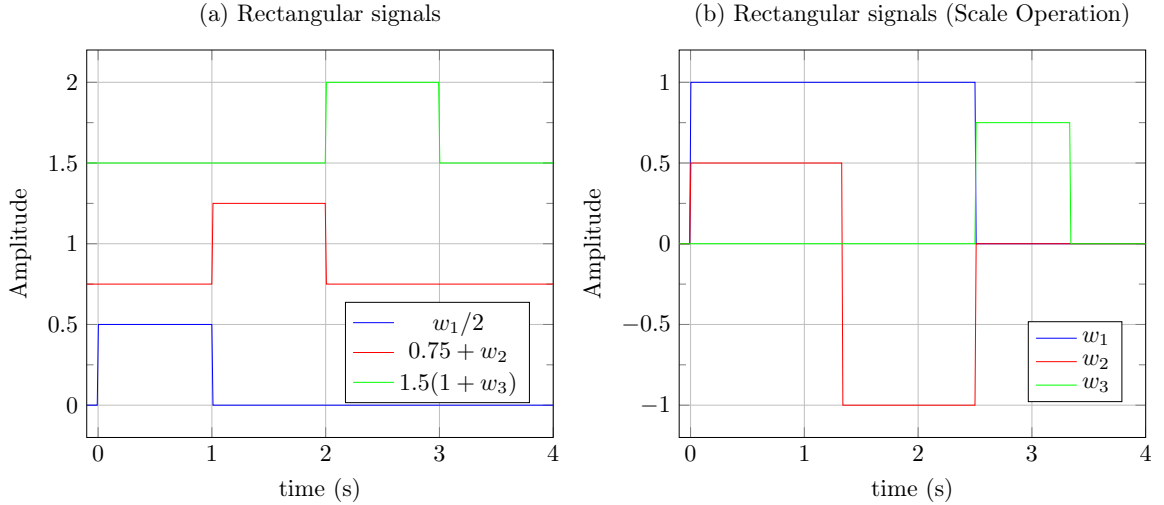 (a) Rectangular signals
Amplitude
2
1.5
1
0.5
0
0 1 2 3 4
time (s)
w₁/2
0.75 + w₂
1.5(1 + w₃)
(b) Rectangular signals (Scale Operation)
Amplitude
1
0.5
0
−0.5
−1
0 1 2 3 4
time (s)
w₁
w₂
w₃